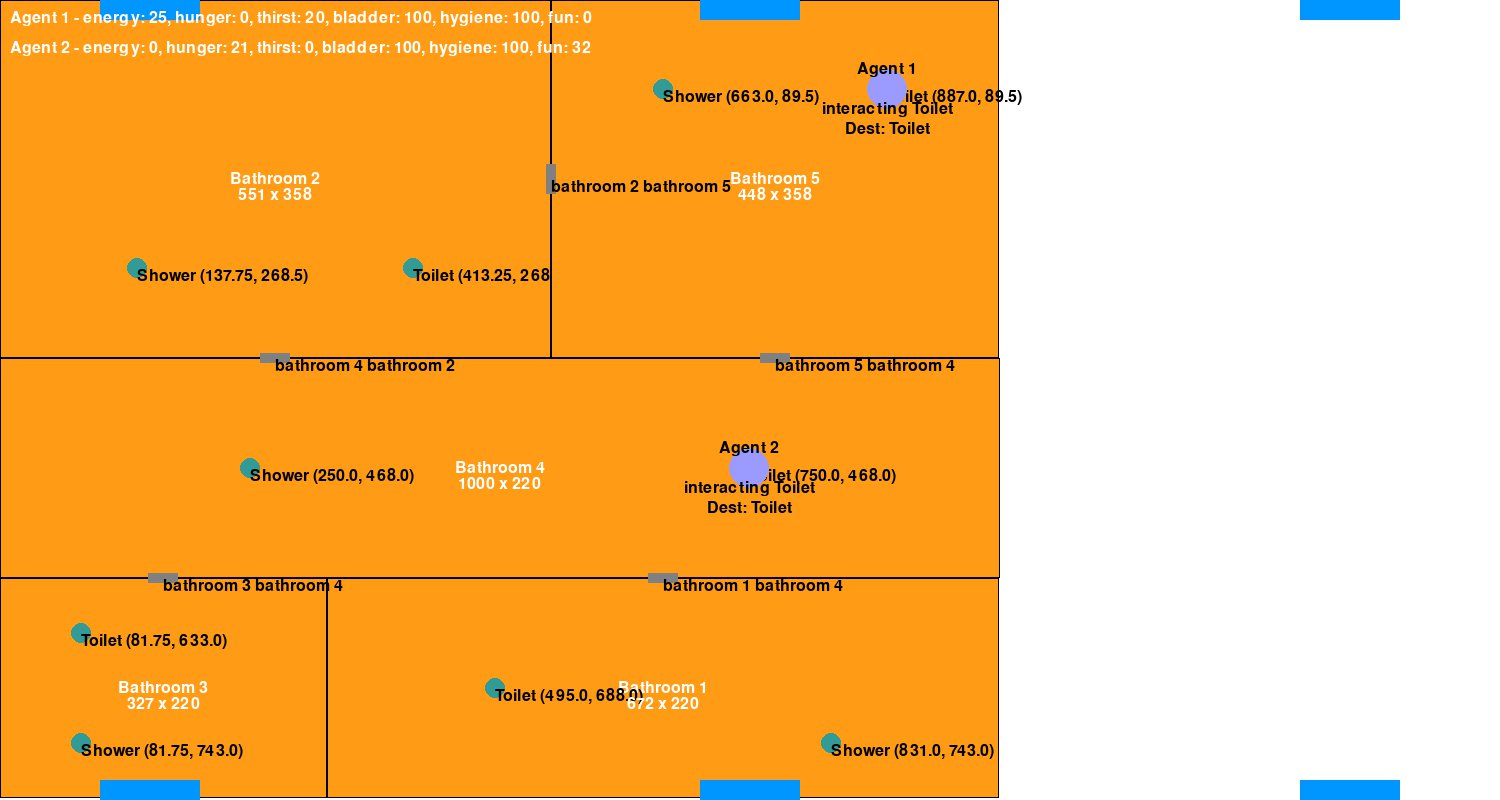 Agent 1 - energy: 25, hunger: 0, thirst: 20, bladder: 100, hygiene: 100, fun: 0
Agent 2 - energy: 0, hunger: 21, thirst: 0, bladder: 100, hygiene: 100, fun: 32
Agent 1
Shower (663.0, 89.5)
ilet (887.0, 89.5)
interacting Toilet
Dest: Toilet
Bathroom 2
551 x 358
bathroom 2 bathroom 5
Bathroom 5
448 x 358
Shower (137.75, 268.5)
Toilet (413.25, 268
bathroom 4 bathroom 2
bathroom 5 bathroom 4
Agent 2
Shower (250.0, 468.0)
Bathroom 4
1000 x 220
ilet (750.0, 468.0)
interacting Toilet
Dest: Toilet
bathroom 3 bathroom 4
bathroom 1 bathroom 4
Toilet (81.75, 633.0)
Bathroom 3
327 x 220
Toilet (495.0, 688.0)
Bathroom 1
672 x 220
Shower (81.75, 743.0)
Shower (831.0, 743.0)